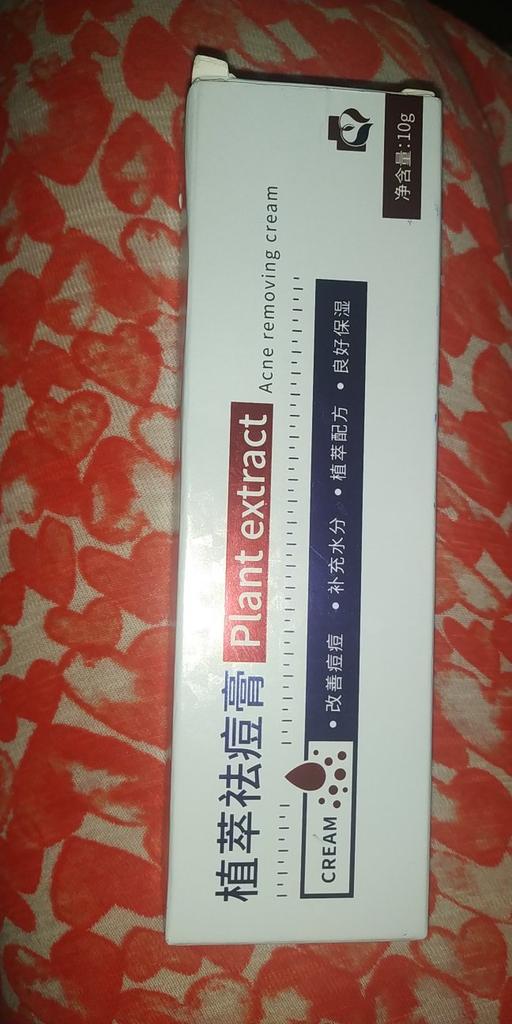 净含量:10g
植萃祛痘膏 Plant extract Acne removing cream
CREAM
• 改善痘痘 • 补充水分 • 植萃配方 • 良好保湿